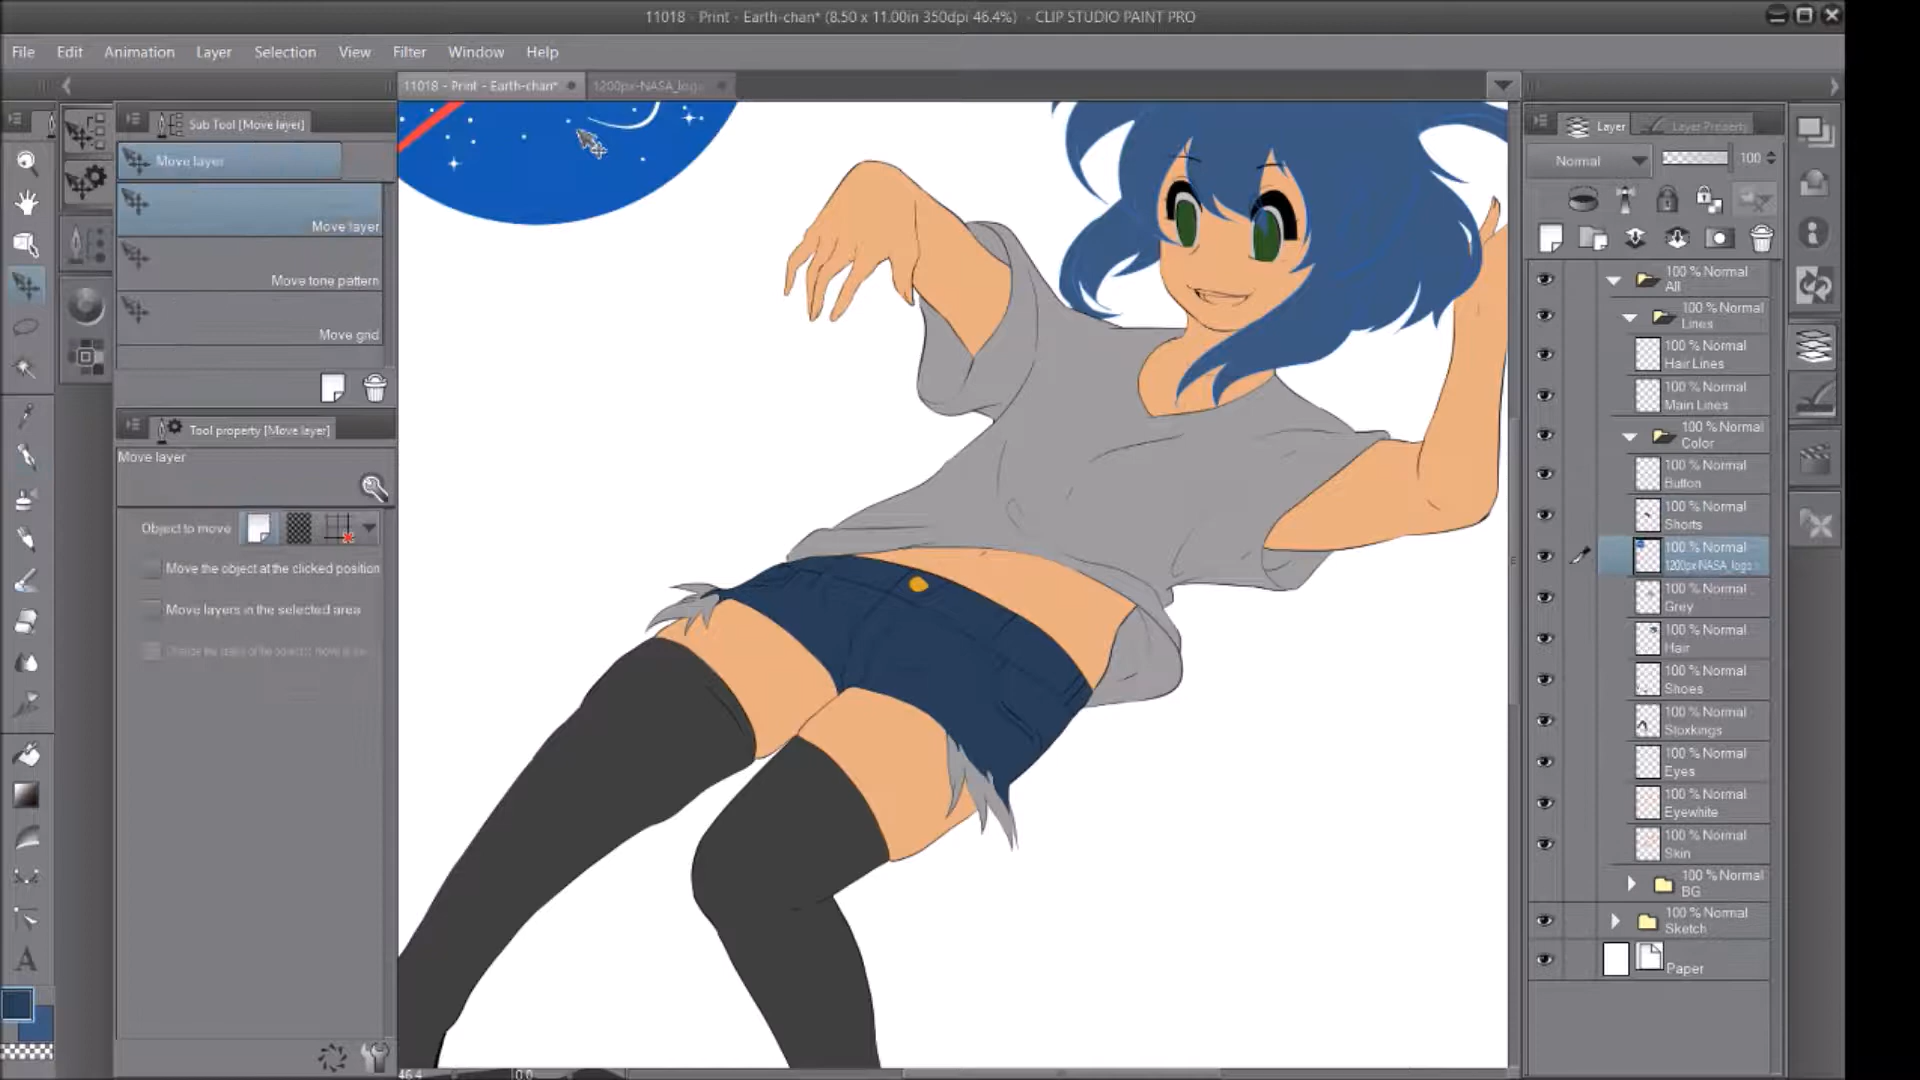 11018 - Print - Earth-chan* (8.50 x 11.00in 350dpi 46.4%) - CLIP STUDIO PAINT PRO
File Edit Animation Layer Selection View Filter Window Help
11018 - Print - Earth-chan* 1200px-NASA_logo
Sub Tool [Move layer]
Move layer
Move layer
Move tone pattern
Move grid
Tool property [Move layer]
Move layer
Object to move
Move the object at the clicked position
Move layers in the selected area
A
46.4 0.0
Layer Layer Property
Normal 100
100 % Normal
All
100 % Normal
Lines
100 % Normal
Hair Lines
100 % Normal
Main Lines
100 % Normal
Color
100 % Normal
Button
100 % Normal
Shorts
100 % Normal
1200px-NASA_logo
100 % Normal
Grey
100 % Normal
Hair
100 % Normal
Shoes
100 % Normal
Stoxkings
100 % Normal
Eyes
100 % Normal
Eyewhite
100 % Normal
Skin
100 % Normal
BG
100 % Normal
Sketch
Paper